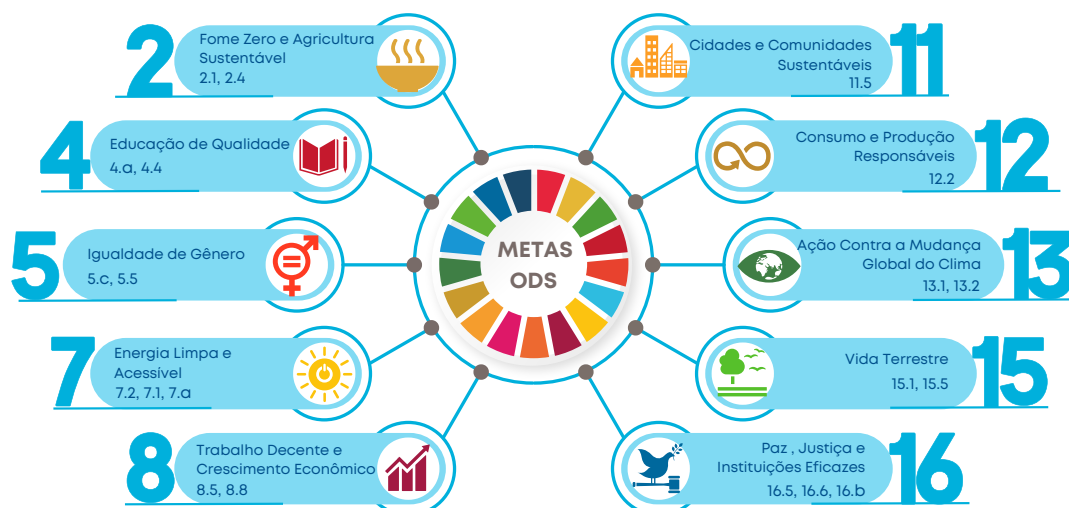 2
Fome Zero e Agricultura
Sustentável
2.1, 2.4
4
Educação de Qualidade
4.a, 4.4
5
Igualdade de Gênero
5.c, 5.5
7
Energia Limpa e
Acessível
7.2, 7.1, 7.a
8
Trabalho Decente e
Crescimento Econômico
8.5, 8.8
METAS
ODS
11
Cidades e Comunidades
Sustentáveis
11.5
12
Consumo e Produção
Responsáveis
12.2
13
Ação Contra a Mudança
Global do Clima
13.1, 13.2
15
Vida Terrestre
15.1, 15.5
16
Paz , Justiça e
Instituições Eficazes
16.5, 16.6, 16.b